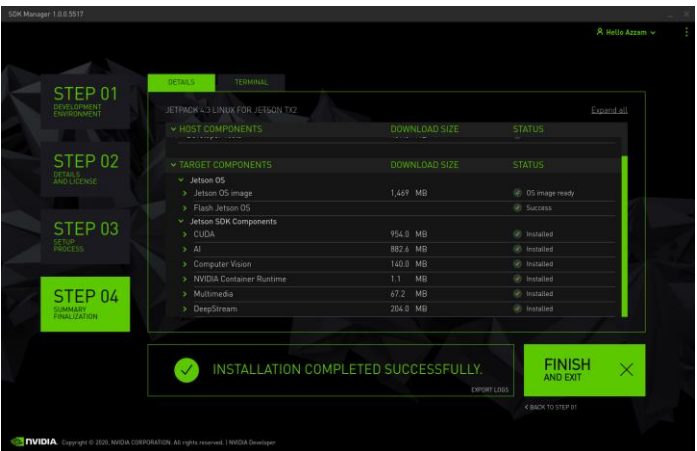 SDK Manager 1.0.0.5517
Hello Azzam
STEP 01
DEVELOPMENT
ENVIRONMENT
STEP 02
DETAILS
AND LICENSE
STEP 03
SETUP
PROCESS
STEP 04
SUMMARY
FINALIZATION
DETAILS TERMINAL
JETPACK 4.3 LINUX FOR JETSON TX2 Expand all
HOST COMPONENTS DOWNLOAD SIZE STATUS
TARGET COMPONENTS DOWNLOAD SIZE STATUS
Jetson OS
Jetson OS image 1,469 MB OS image ready
Flash Jetson OS Success
Jetson SDK Components
CUDA 954.0 MB Installed
AI 882.6 MB Installed
Computer Vision 140.0 MB Installed
NVIDIA Container Runtime 1.1 MB Installed
Multimedia 67.2 MB Installed
DeepStream 204.0 MB Installed
INSTALLATION COMPLETED SUCCESSFULLY.
EXPORT LOGS
FINISH
AND EXIT
< BACK TO STEP 01
NVIDIA. Copyright © 2020, NVIDIA CORPORATION. All rights reserved. | NVIDIA Developer